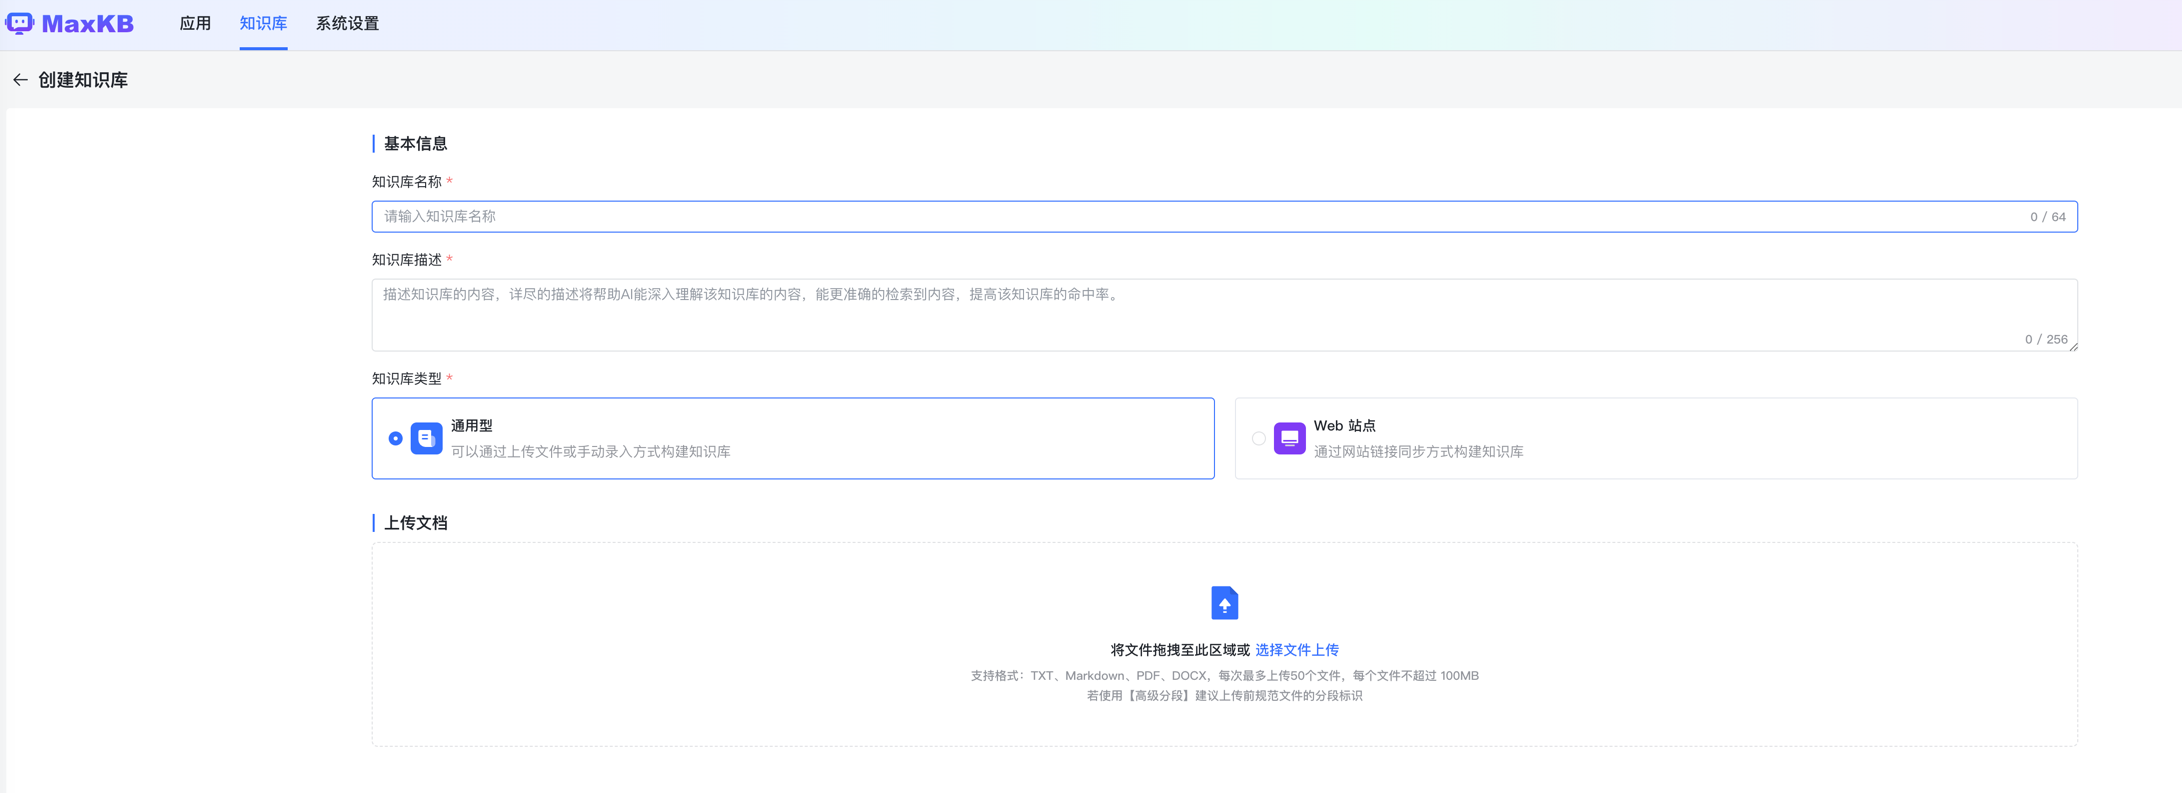 MaxKB 应用 知识库 系统设置
创建知识库
基本信息
知识库名称 *
请输入知识库名称 0 / 64
知识库描述 *
描述知识库的内容，详尽的描述将帮助AI能深入理解该知识库的内容，能更准确的检索到内容，提高该知识库的命中率。
0 / 256
知识库类型 *
通用型
可以通过上传文件或手动录入方式构建知识库
Web 站点
通过网站链接同步方式构建知识库
上传文档
将文件拖拽至此区域或 选择文件上传
支持格式：TXT、Markdown、PDF、DOCX，每次最多上传50个文件，每个文件不超过 100MB
若使用【高级分段】建议上传前规范文件的分段标识